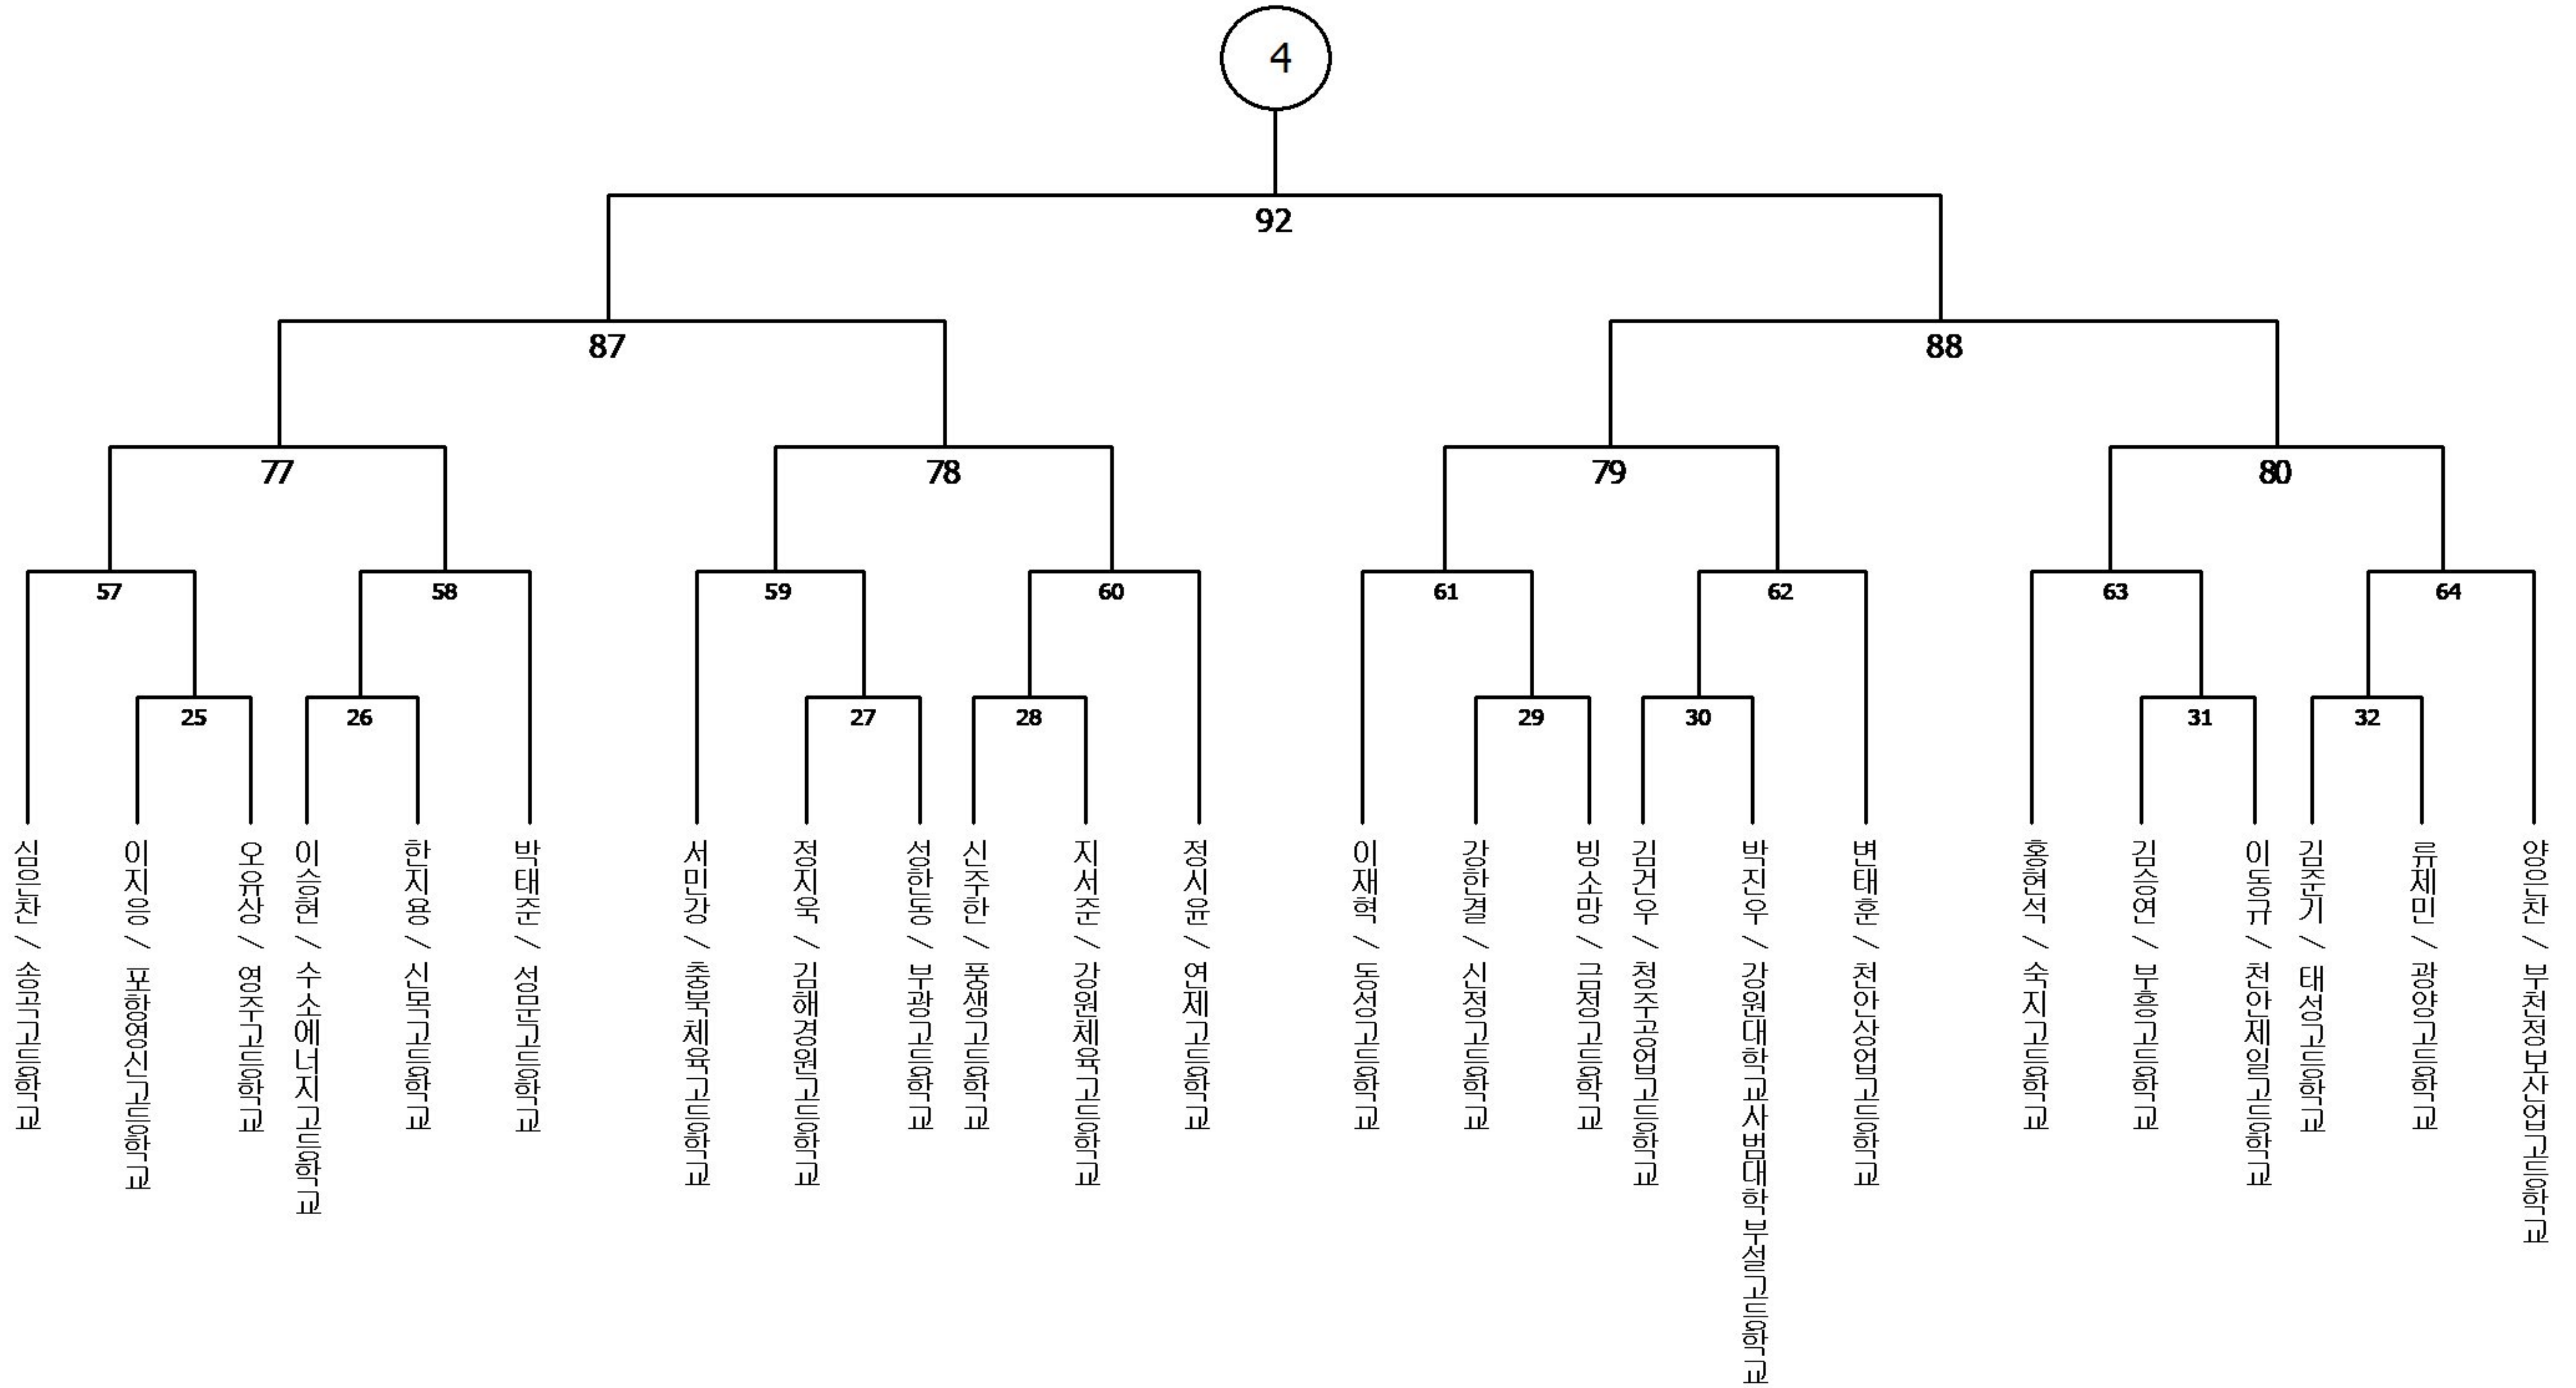 4
92
87
88
77
78
79
80
57
58
59
60
61
62
63
64
25
26
27
28
29
30
31
32
심은찬 / 송곡고등학교
이지응 / 포항영신고등학교
오유상 / 영주고등학교
이승현 / 수소에너지고등학교
한지용 / 신목고등학교
박태준 / 성문고등학교
서민강 / 충북체육고등학교
정지욱 / 김해경원고등학교
성한동 / 부광고등학교
신주한 / 풍생고등학교
지서준 / 강원체육고등학교
정시윤 / 연제고등학교
이재혁 / 동성고등학교
강한결 / 신정고등학교
빙소망 / 금정고등학교
김건우 / 청주공업고등학교
박진우 / 강원대학교사범대학부설고등학교
변태훈 / 천안상업고등학교
홍현석 / 숙지고등학교
김승연 / 부흥고등학교
이동규 / 천안제일고등학교
김준기 / 태성고등학교
류제민 / 광양고등학교
양은찬 / 부천정보산업고등학교